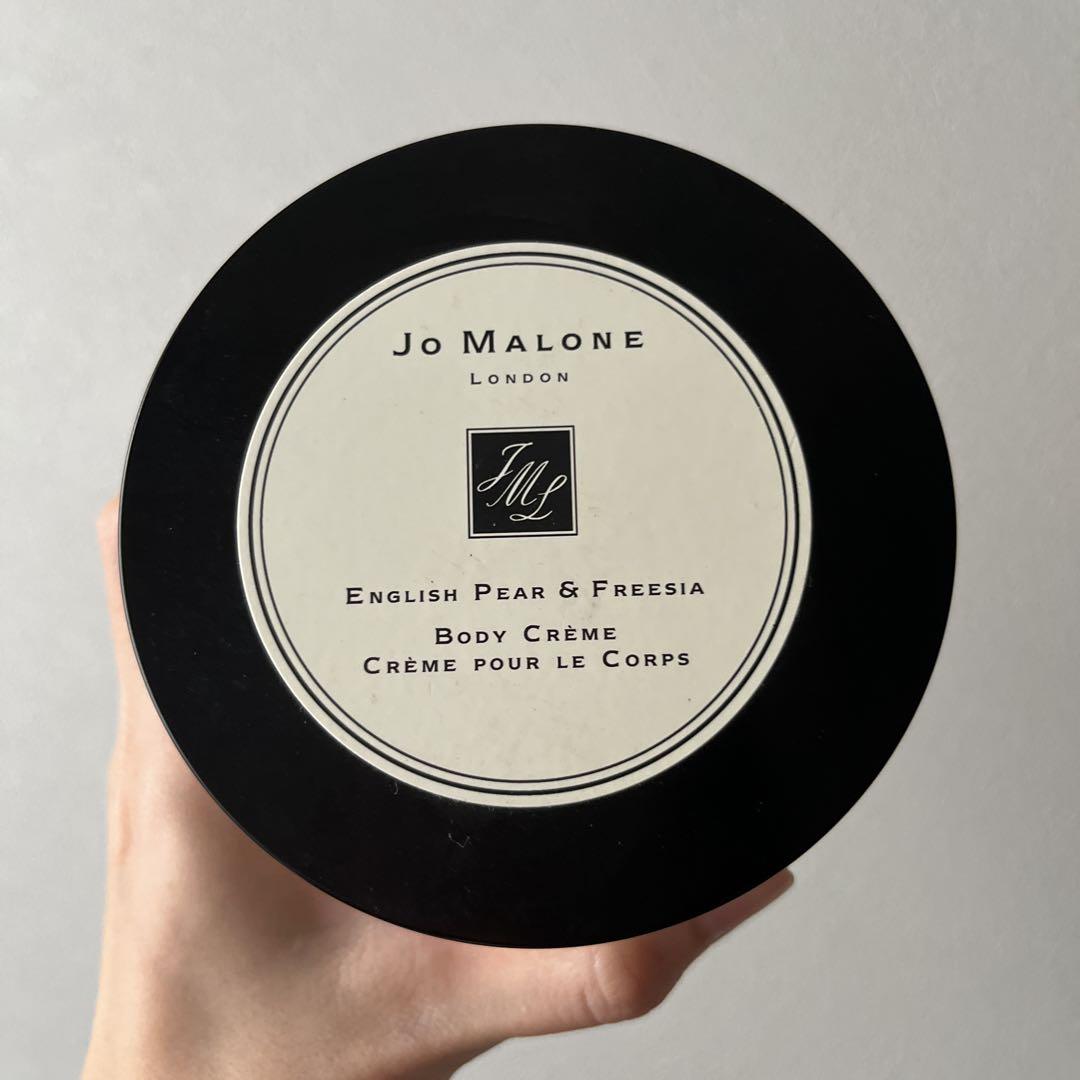 Jo Malone
London
JML
English Pear & Freesia
Body Crème
Crème pour le Corps